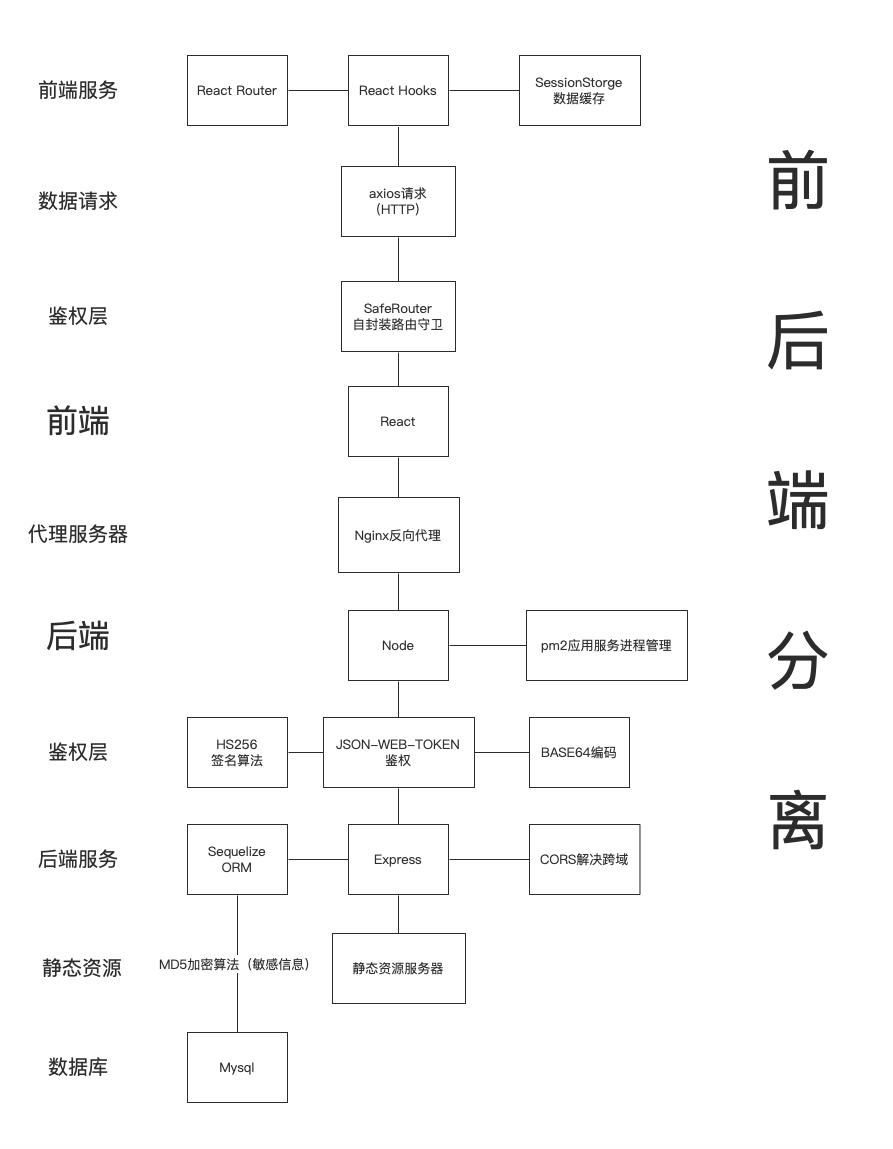 前端服务
React Router
React Hooks
SessionStorge
数据缓存
数据请求
axios请求
（HTTP）
鉴权层
SafeRouter
自封装路由守卫
前端
React
代理服务器
Nginx反向代理
后端
Node
pm2应用服务进程管理
鉴权层
HS256
签名算法
JSON-WEB-TOKEN
鉴权
BASE64编码
后端服务
Sequelize
ORM
Express
CORS解决跨域
静态资源
MD5加密算法（敏感信息）
静态资源服务器
数据库
Mysql
前
后
端
分
离